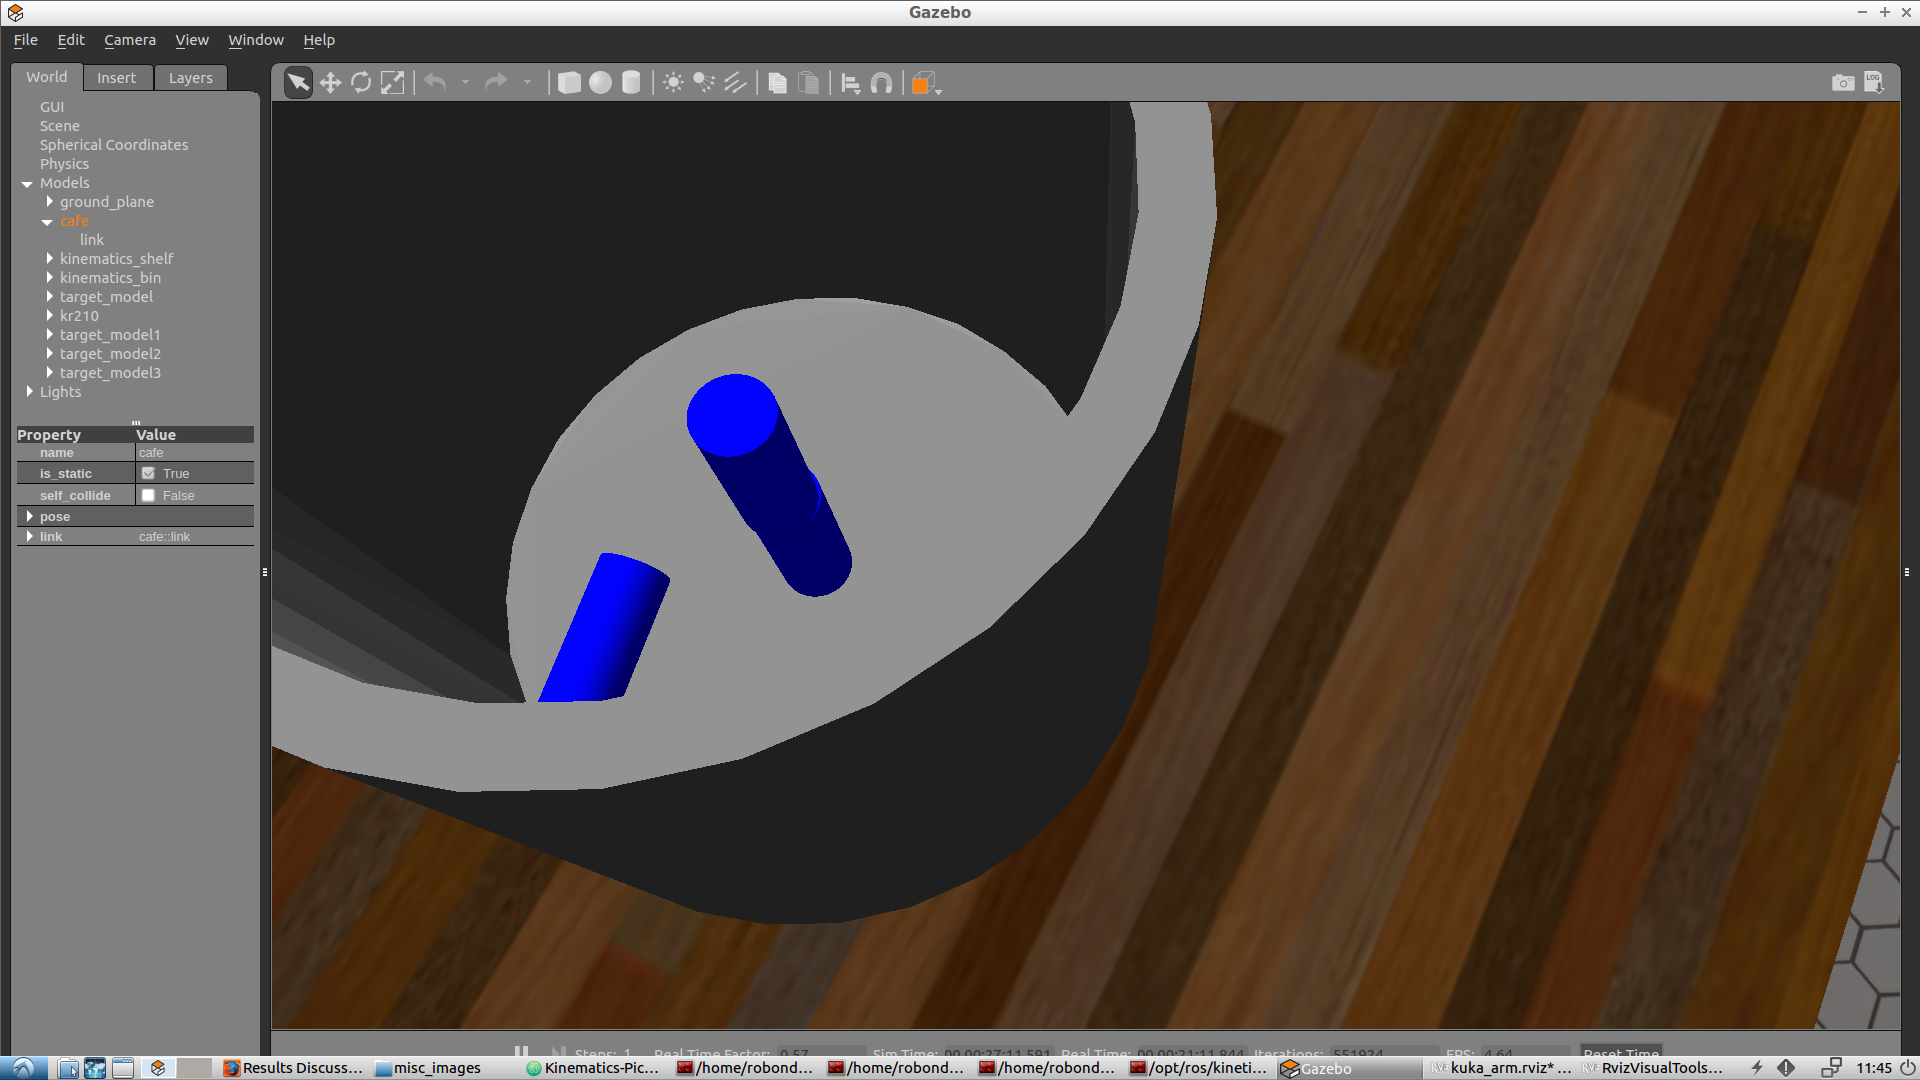 Gazebo
File Edit Camera View Window Help
World Insert Layers
LOG
GUI
Scene
Spherical Coordinates
Physics
Models
ground_plane
cafe
link
kinematics_shelf
kinematics_bin
target_model
kr210
target_model1
target_model2
target_model3
Lights
Property Value
name cafe
is_static True
self_collide False
pose
link cafe::link
Steps: 1 Real Time Factor: 0.57 Sim Time: 00 00:27:11.591 Real Time: 00 00:21:11.844 Iterations: 551924 FPS: 4.64 Reset Time
Results Discuss... misc_images Kinematics-Pic... /home/robond... /home/robond... /home/robond... /opt/ros/kineti... Gazebo kuka_arm.rviz* ... RvizVisualTools... 11:45